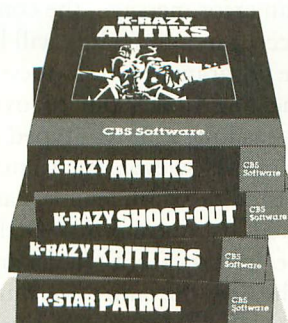 K-RAZY
ANTIKS
CBS Software
K-RAZY ANTIKS
CBS
Software
K-RAZY SHOOT-OUT
CBS
Software
K-RAZY KRITTERS
CBS
Software
K-STAR PATROL
CBS
Software